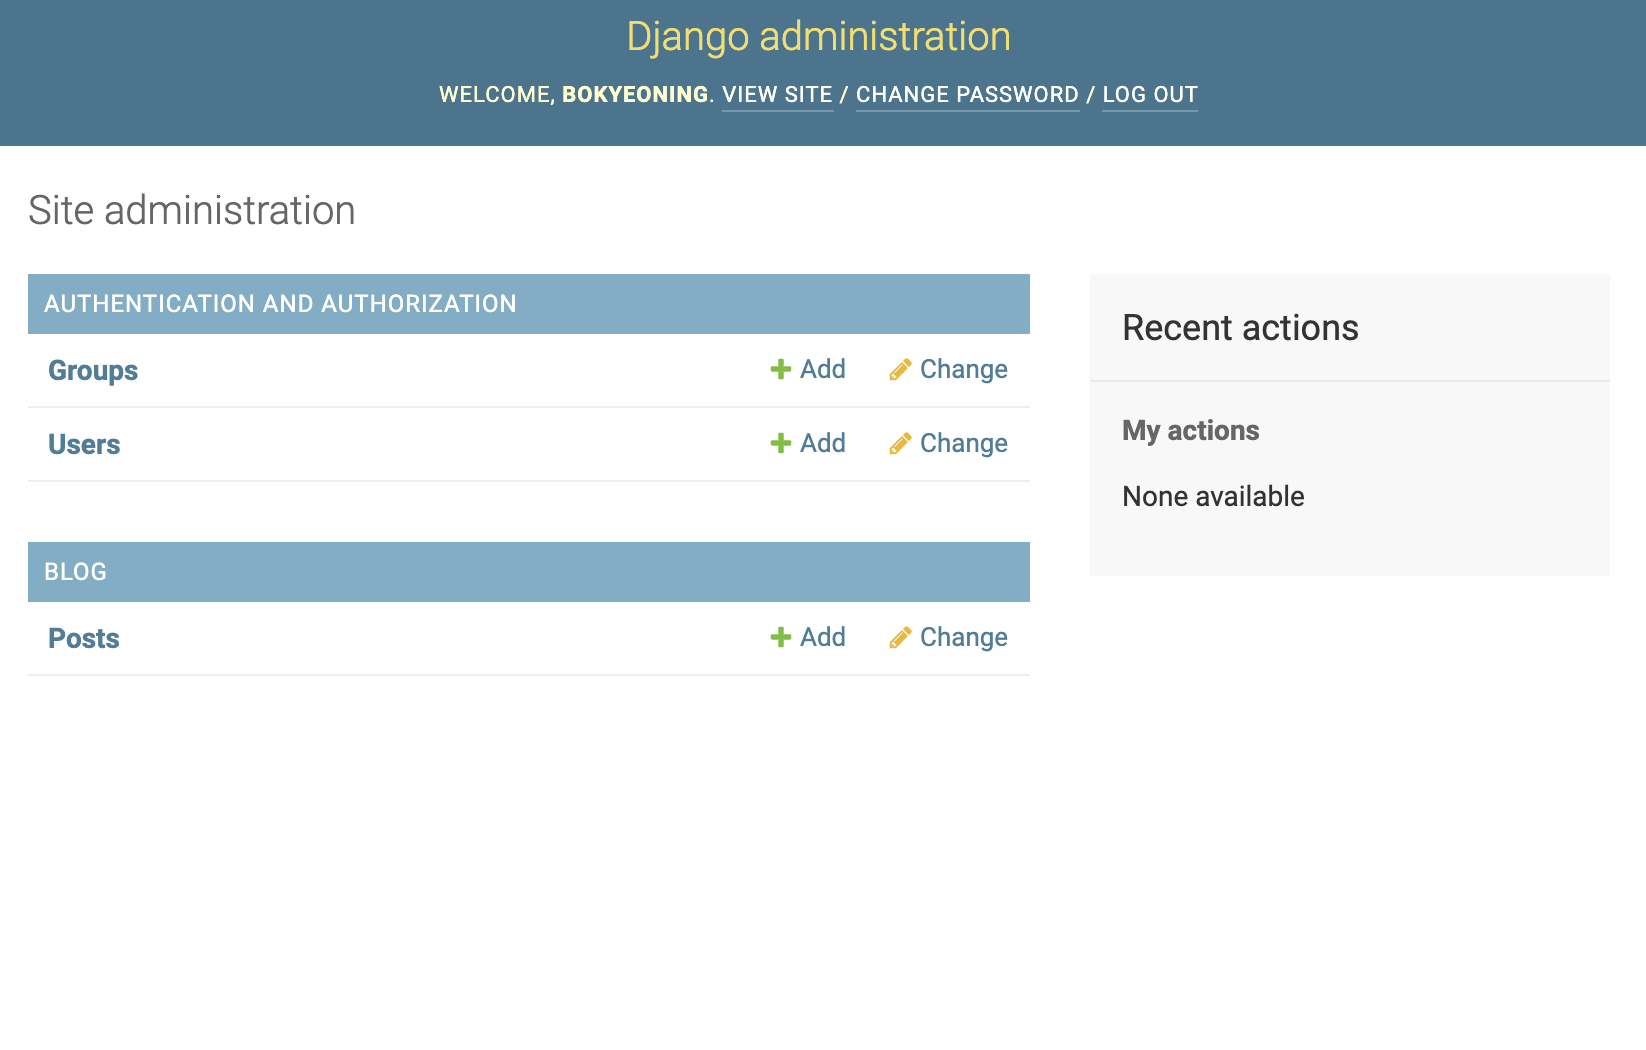 Django administration
WELCOME, BOKYEONING. VIEW SITE / CHANGE PASSWORD / LOG OUT
Site administration
AUTHENTICATION AND AUTHORIZATION
Groups Add Change
Users Add Change
BLOG
Posts Add Change
Recent actions
My actions
None available